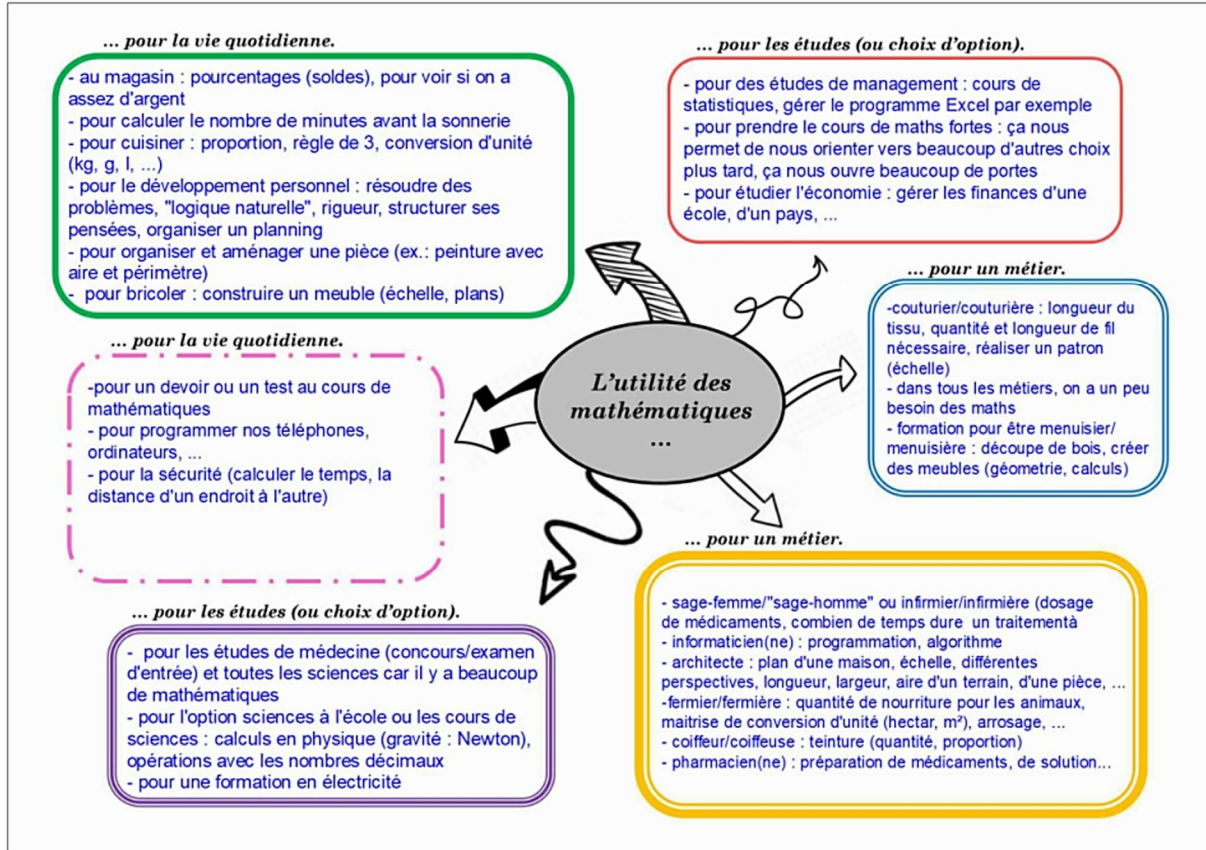 ... pour la vie quotidienne.
- au magasin : pourcentages (soldes), pour voir si on a
assez d'argent
- pour calculer le nombre de minutes avant la sonnerie
- pour cuisiner : proportion, règle de 3, conversion d'unité
(kg, g, l, ...)
- pour le développement personnel : résoudre des
problèmes, "logique naturelle", rigueur, structurer ses
pensées, organiser un planning
- pour organiser et aménager une pièce (ex.: peinture avec
aire et périmètre)
- pour bricoler : construire un meuble (échelle, plans)
... pour les études (ou choix d'option).
- pour des études de management : cours de
statistiques, gérer le programme Excel par exemple
- pour prendre le cours de maths fortes : ça nous
permet de nous orienter vers beaucoup d'autres choix
plus tard, ça nous ouvre beaucoup de portes
- pour étudier l'économie : gérer les finances d'une
école, d'un pays, ...
... pour un métier.
-couturier/couturière : longueur du
tissu, quantité et longueur de fil
nécessaire, réaliser un patron
(échelle)
- dans tous les métiers, on a un peu
besoin des maths
- formation pour être menuisier/
menuisière : découpe de bois, créer
des meubles (géometrie, calculs)
L'utilité des
mathématiques
...
... pour la vie quotidienne.
-pour un devoir ou un test au cours de
mathématiques
- pour programmer nos téléphones,
ordinateurs, ...
- pour la sécurité (calculer le temps, la
distance d'un endroit à l'autre)
... pour un métier.
- sage-femme/"sage-homme" ou infirmier/infirmière (dosage
de médicaments, combien de temps dure un traitementà
- informaticien(ne) : programmation, algorithme
- architecte : plan d'une maison, échelle, différentes
perspectives, longueur, largeur, aire d'un terrain, d'une pièce, ...
-fermier/fermière : quantité de nourriture pour les animaux,
maitrise de conversion d'unité (hectar, m²), arrosage, ...
- coiffeur/coiffeuse : teinture (quantité, proportion)
- pharmacien(ne) : préparation de médicaments, de solution...
... pour les études (ou choix d'option).
- pour les études de médecine (concours/examen
d'entrée) et toutes les sciences car il y a beaucoup
de mathématiques
- pour l'option sciences à l'école ou les cours de
sciences : calculs en physique (gravité : Newton),
opérations avec les nombres décimaux
- pour une formation en électricité